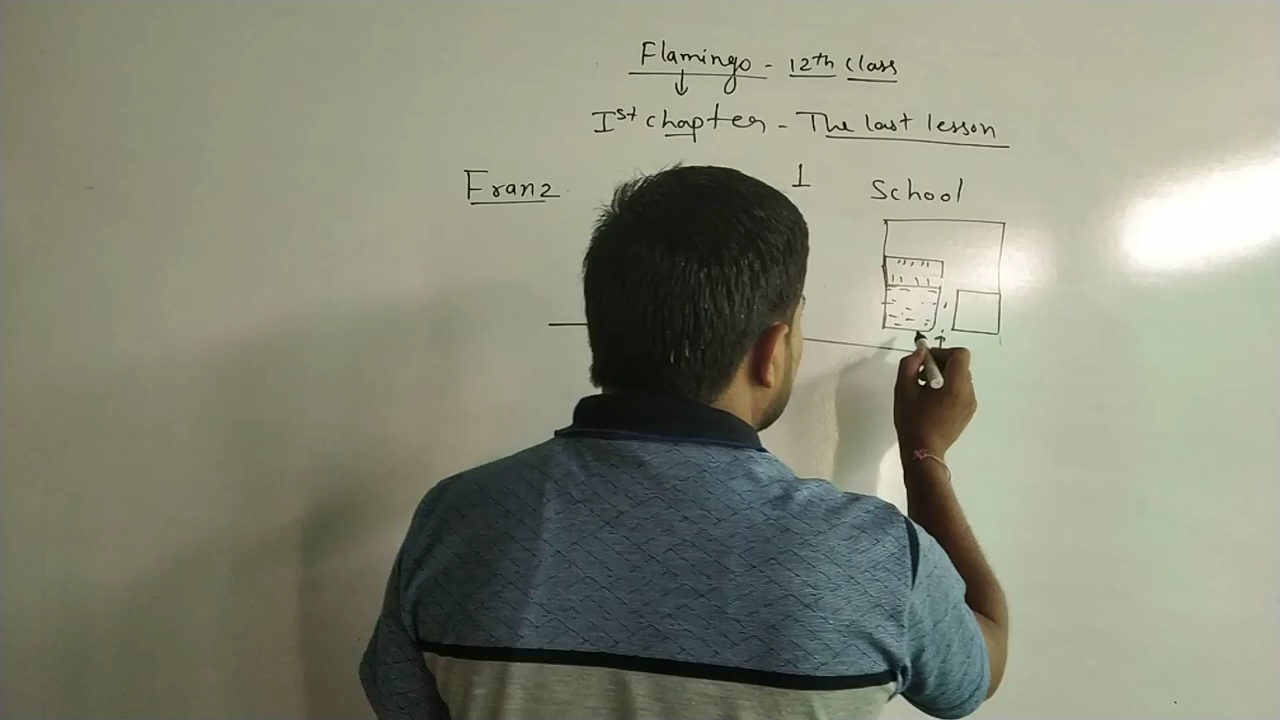 Flamingo - 12th class
Ist chapter - The last lesson
Franz School